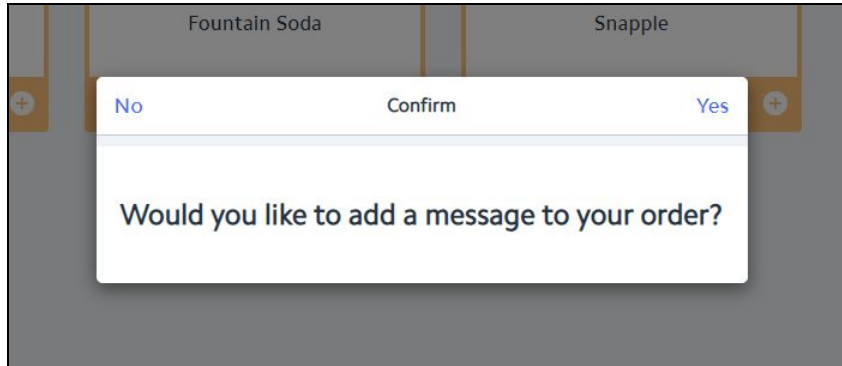 Fountain Soda Snapple
No Confirm Yes
Would you like to add a message to your order?